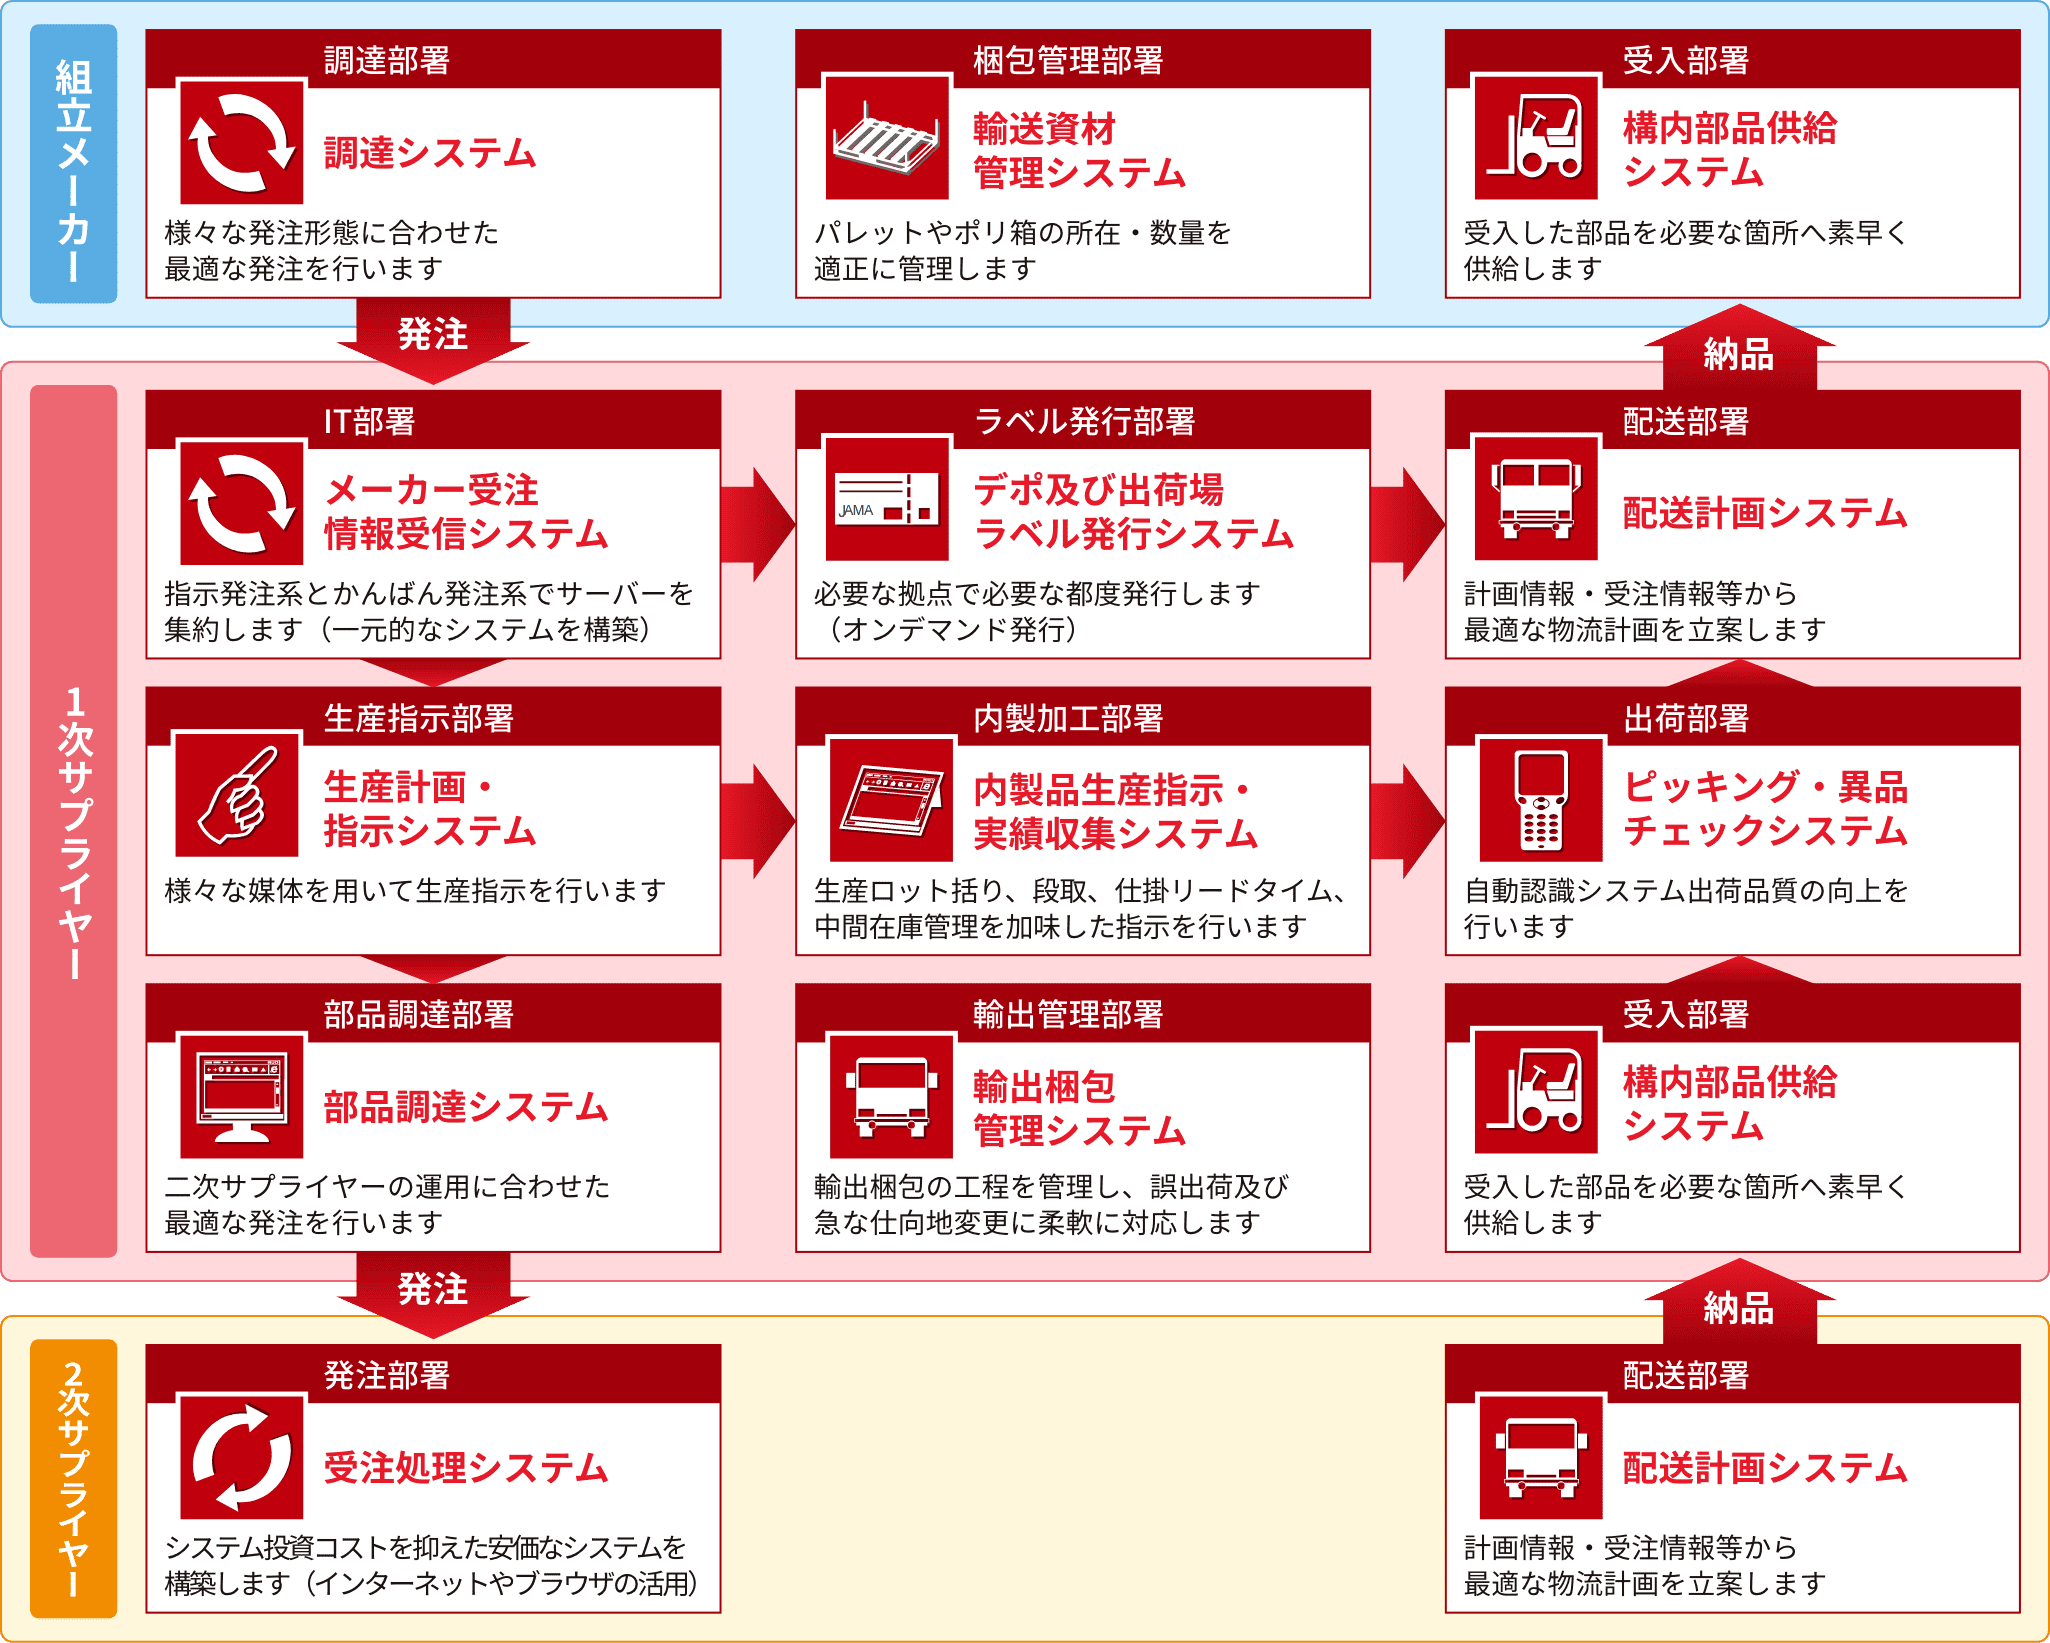 組立メーカー
調達部署
調達システム
様々な発注形態に合わせた
最適な発注を行います
梱包管理部署
輸送資材
管理システム
パレットやポリ箱の所在・数量を
適正に管理します
受入部署
構内部品供給
システム
受入した部品を必要な箇所へ素早く
供給します
発注
納品
1次サプライヤー
IT部署
メーカー受注
情報受信システム
指示発注系とかんばん発注系でサーバーを
集約します（一元的なシステムを構築）
ラベル発行部署
JAMA
デポ及び出荷場
ラベル発行システム
必要な拠点で必要な都度発行します
（オンデマンド発行）
配送部署
配送計画システム
計画情報・受注情報等から
最適な物流計画を立案します
生産指示部署
生産計画・
指示システム
様々な媒体を用いて生産指示を行います
内製加工部署
内製品生産指示・
実績収集システム
生産ロット括り、段取、仕掛リードタイム、
中間在庫管理を加味した指示を行います
出荷部署
ピッキング・異品
チェックシステム
自動認識システム出荷品質の向上を
行います
部品調達部署
部品調達システム
二次サプライヤーの運用に合わせた
最適な発注を行います
輸出管理部署
輸出梱包
管理システム
輸出梱包の工程を管理し、誤出荷及び
急な仕向地変更に柔軟に対応します
受入部署
構内部品供給
システム
受入した部品を必要な箇所へ素早く
供給します
発注
納品
2次サプライヤー
発注部署
受注処理システム
システム投資コストを抑えた安価なシステムを
構築します（インターネットやブラウザの活用）
配送部署
配送計画システム
計画情報・受注情報等から
最適な物流計画を立案します